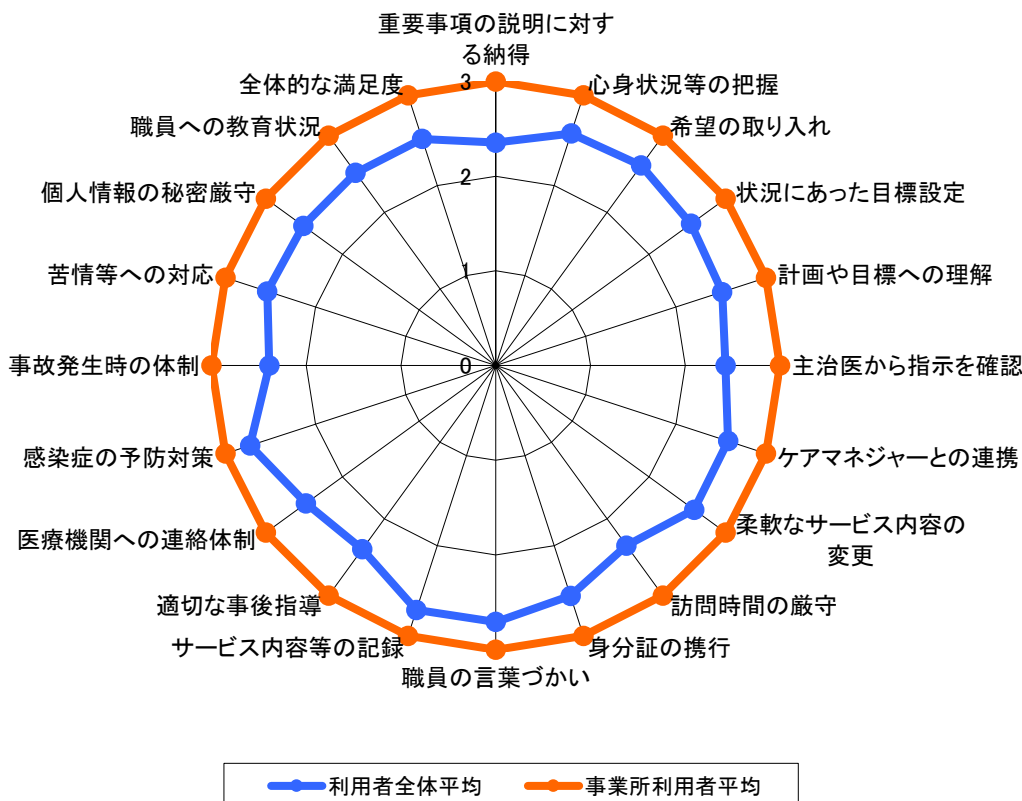 重要事項の説明に対す
る納得
心身状況等の把握
希望の取り入れ
状況にあった目標設定
計画や目標への理解
主治医から指示を確認
ケアマネジャーとの連携
柔軟なサービス内容の
変更
訪問時間の厳守
身分証の携行
職員の言葉づかい
サービス内容等の記録
適切な事後指導
医療機関への連絡体制
感染症の予防対策
事故発生時の体制
苦情等への対応
個人情報の秘密厳守
職員への教育状況
全体的な満足度
3
2
1
0
利用者全体平均
事業所利用者平均